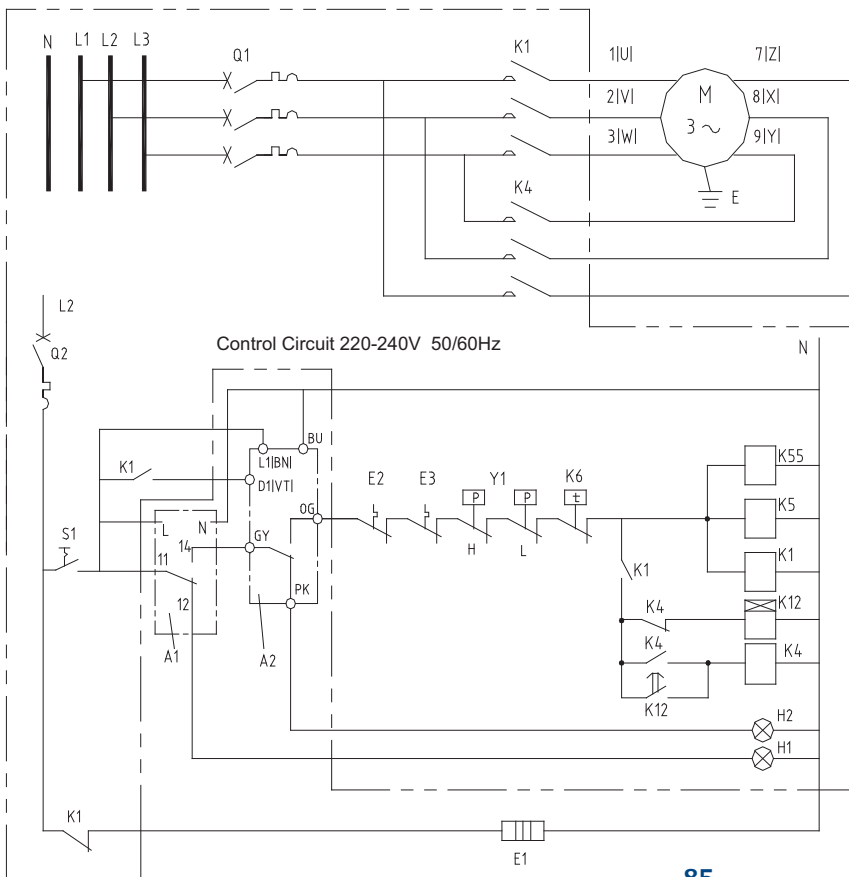 N L1 L2 L3
Q1
K1
1|U| 7|Z|
2|V| 8|X|
3|W| 9|Y|
M
3 ~
K4
E
L2
Q2
Control Circuit 220-240V 50/60Hz
N
BU
L1|BN|
K1
D1|VT|
K55
E2 E3 Y1 K6
P P t
OG
K5
L N
S1
14 GY
H L
11
K1
K1
PK
12
K4
K12
A1 A2
K4
K4
K12
H2
H1
K1
E1